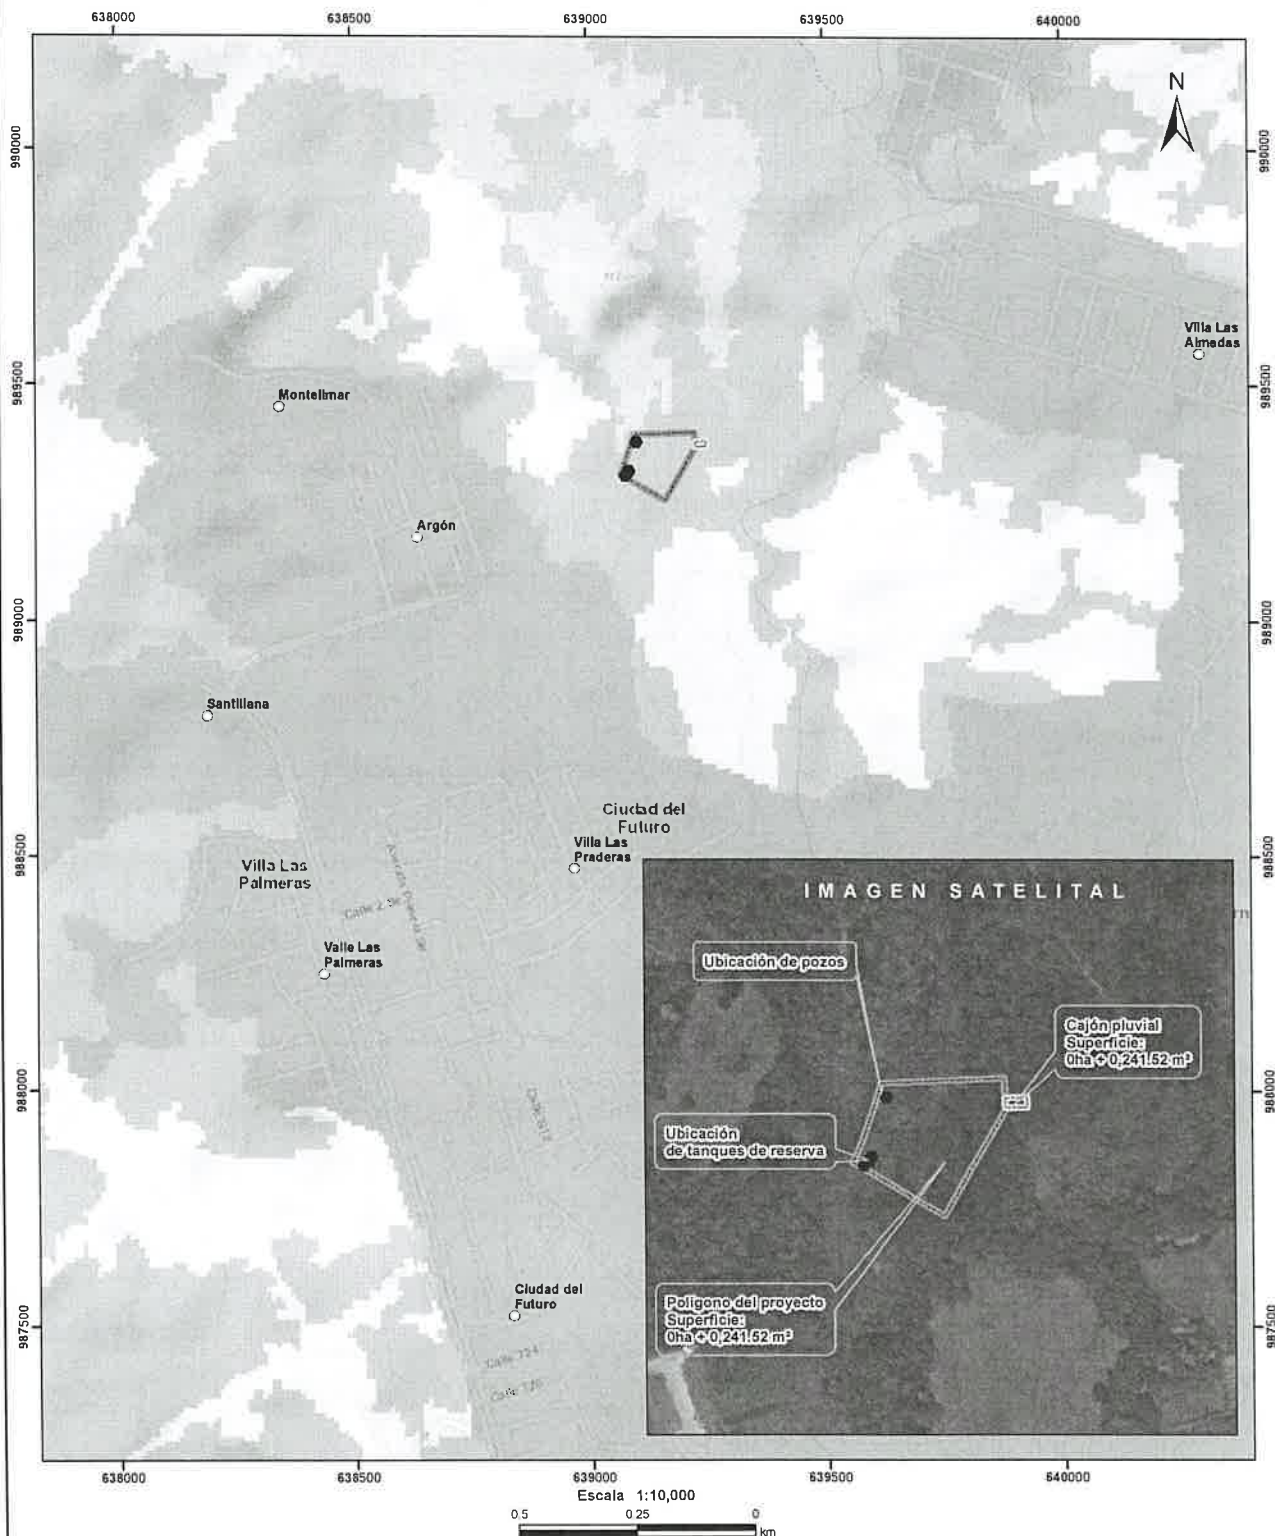 638000
638500
639000
639500
640000
N
990000
990000
989500
989500
989000
989000
988500
988500
988000
988000
987500
987500
Villa Las
Almedas
Montelimar
Argón
Santillana
Ciudad del
Futuro
Villa Las
Praderas
Villa Las
Palmeras
Valle Las
Palmeras
Ciudad del
Futuro
Calle 724
IMAGEN SATELITAL
Ubicación de pozos
Cajón pluvial
Superficie:
0ha + 0,241.52 m²
Ubicación
de tanques de reserva
Polígono del proyecto
Superficie:
0ha + 0,241.52 m²
638000
638500
639000
639500
640000
Escala 1:10,000
0.5
0.25
0
km